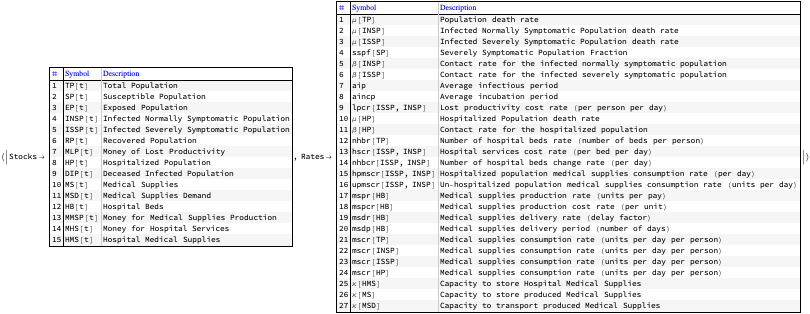 ⟨|Stocks→
# Symbol Description
1 TP[t] Total Population
2 SP[t] Susceptible Population
3 EP[t] Exposed Population
4 INSP[t] Infected Normally Symptomatic Population
5 ISSP[t] Infected Severely Symptomatic Population
6 RP[t] Recovered Population
7 MLP[t] Money of Lost Productivity
8 HP[t] Hospitalized Population
9 DIP[t] Deceased Infected Population
10 MS[t] Medical Supplies
11 MSD[t] Medical Supplies Demand
12 HB[t] Hospital Beds
13 MMSP[t] Money for Medical Supplies Production
14 MHS[t] Money for Hospital Services
15 HMS[t] Hospital Medical Supplies
, Rates→
# Symbol Description
1 μ[TP] Population death rate
2 μ[INSP] Infected Normally Symptomatic Population death rate
3 μ[ISSP] Infected Severely Symptomatic Population death rate
4 sspf[SP] Severely Symptomatic Population Fraction
5 β[INSP] Contact rate for the infected normally symptomatic population
6 β[ISSP] Contact rate for the infected severely symptomatic population
7 aip Average infectious period
8 aincp Average incubation period
9 lpcr[ISSP, INSP] Lost productivity cost rate (per person per day)
10 μ[HP] Hospitalized Population death rate
11 β[HP] Contact rate for the hospitalized population
12 nhbr[TP] Number of hospital beds rate (number of beds per person)
13 hscr[ISSP, INSP] Hospital services cost rate (per bed per day)
14 nhbcr[ISSP, INSP] Number of hospital beds change rate (per day)
15 hpmscr[ISSP, INSP] Hospitalized population medical supplies consumption rate (per day)
16 upmscr[ISSP, INSP] Un-hospitalized population medical supplies consumption rate (units per day)
17 mspr[HB] Medical supplies production rate (units per pay)
18 mspcr[HB] Medical supplies production cost rate (per unit)
19 msdr[HB] Medical supplies delivery rate (delay factor)
20 msdp[HB] Medical supplies delivery period (number of days)
21 mscr[TP] Medical supplies consumption rate (units per day per person)
22 mscr[INSP] Medical supplies consumption rate (units per day per person)
23 mscr[ISSP] Medical supplies consumption rate (units per day per person)
24 mscr[HP] Medical supplies consumption rate (units per day per person)
25 κ[HMS] Capacity to store Hospital Medical Supplies
26 κ[MS] Capacity to store produced Medical Supplies
27 κ[MSD] Capacity to transport produced Medical Supplies
|⟩